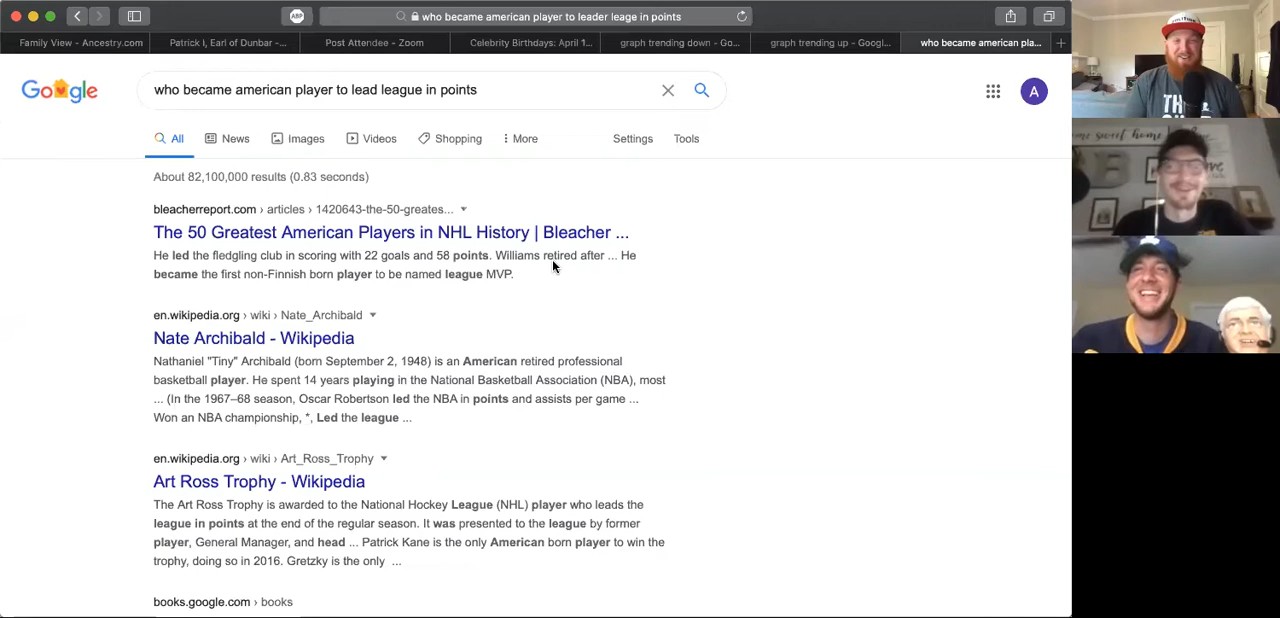 who became american player to leader leage in points
Family View - Ancestry.com
Patrick I, Earl of Dunbar -...
Post Attendee - Zoom
Celebrity Birthdays: April 1...
graph trending down - Go...
graph trending up - Googl...
who became american pla...
Google
who became american player to lead league in points
A
All
News
Images
Videos
Shopping
More
Settings
Tools
About 82,100,000 results (0.83 seconds)
bleacherreport.com › articles › 1420643-the-50-greates...
The 50 Greatest American Players in NHL History | Bleacher ...
He led the fledgling club in scoring with 22 goals and 58 points. Williams retired after ... He
became the first non-Finnish born player to be named league MVP.
en.wikipedia.org › wiki › Nate_Archibald
Nate Archibald - Wikipedia
Nathaniel "Tiny" Archibald (born September 2, 1948) is an American retired professional
basketball player. He spent 14 years playing in the National Basketball Association (NBA), most
... (In the 1967–68 season, Oscar Robertson led the NBA in points and assists per game ...
Won an NBA championship, *, Led the league ...
en.wikipedia.org › wiki › Art_Ross_Trophy
Art Ross Trophy - Wikipedia
The Art Ross Trophy is awarded to the National Hockey League (NHL) player who leads the
league in points at the end of the regular season. It was presented to the league by former
player, General Manager, and head ... Patrick Kane is the only American born player to win the
trophy, doing so in 2016. Gretzky is the only ...
books.google.com › books
ABP
home sweet home